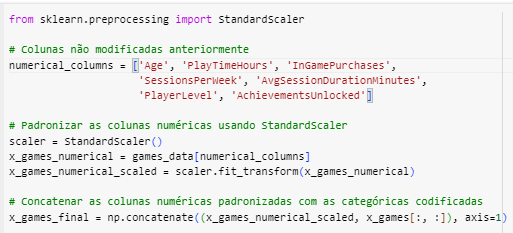 from sklearn.preprocessing import StandardScaler
# Colunas não modificadas anteriormente
numerical_columns = ['Age', 'PlayTimeHours', 'InGamePurchases',
'SessionsPerWeek', 'AvgSessionDurationMinutes',
'PlayerLevel', 'AchievementsUnlocked']
# Padronizar as colunas numéricas usando StandardScaler
scaler = StandardScaler()
x_games_numerical = games_data[numerical_columns]
x_games_numerical_scaled = scaler.fit_transform(x_games_numerical)
# Concatenar as colunas numéricas padronizadas com as categóricas codificadas
x_games_final = np.concatenate((x_games_numerical_scaled, x_games[:, :]), axis=1)